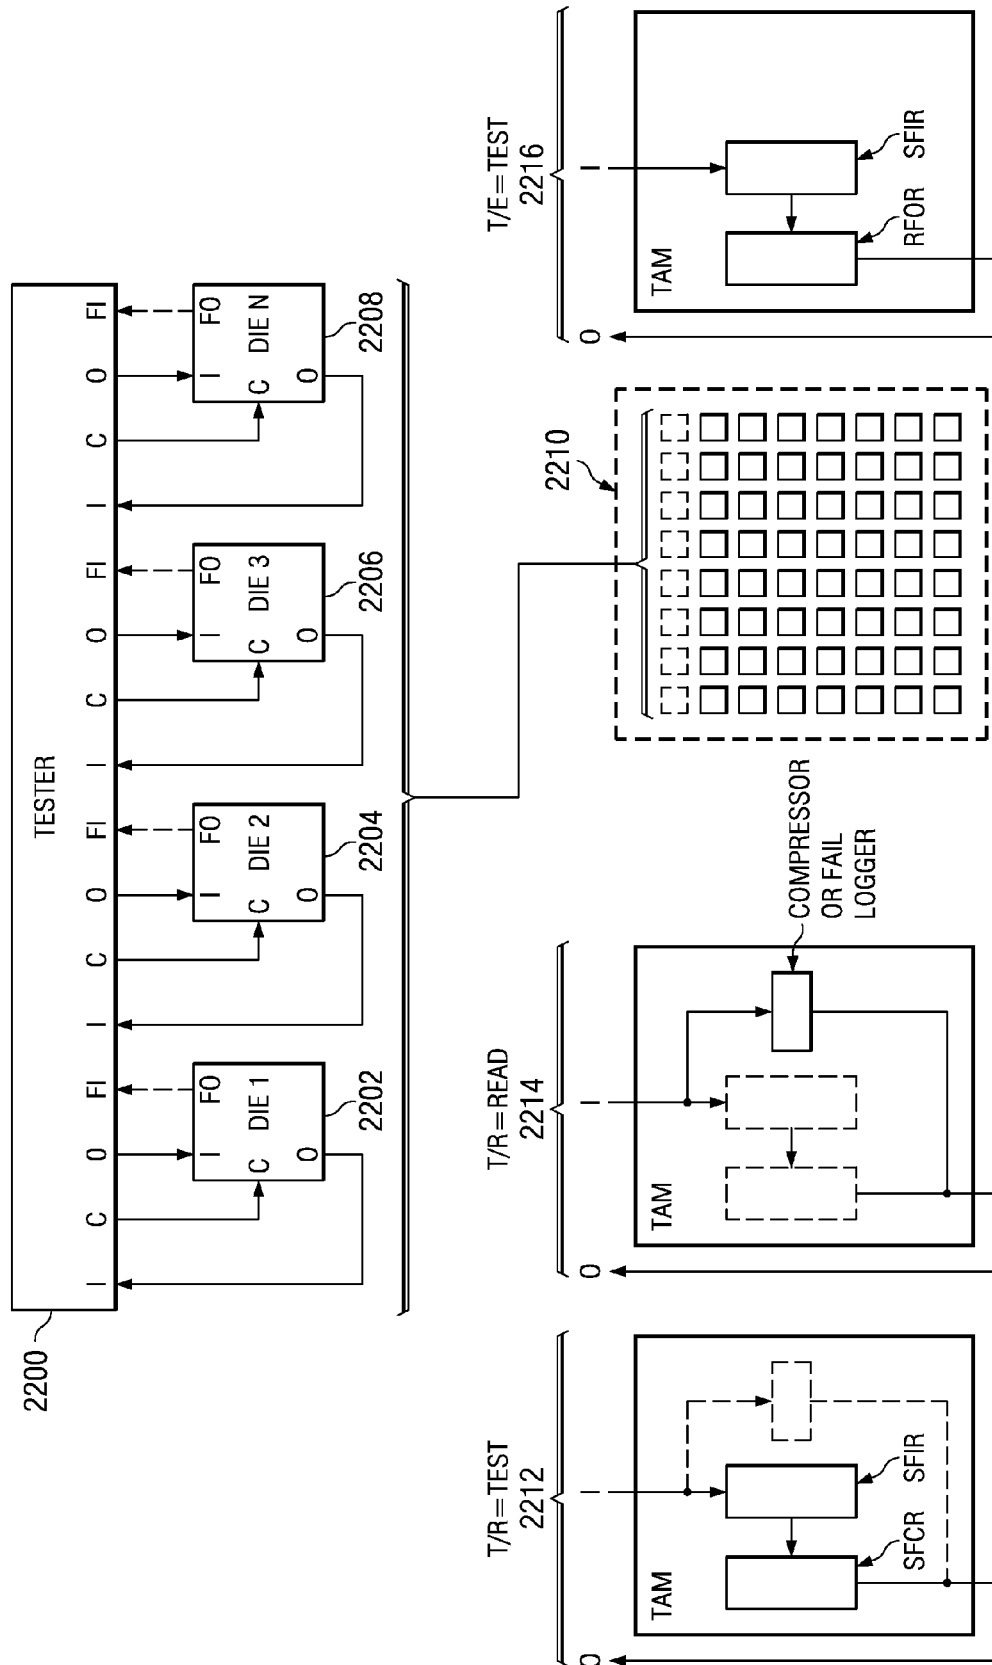 TESTER
2200
I C O FI I C O FI I C O FI I C O FI
I FO
C DIE 1
O
2202
I FO
C DIE 2
O
2204
I FO
C DIE 3
O
2206
I FO
C DIE N
O
2208
T/R=TEST
2212
O I
TAM
SFCR SFIR
T/R=READ
2214
O I
TAM
COMPRESSOR
OR FAIL
LOGGER
2210
T/E=TEST
2216
O I
TAM
RFOR SFIR